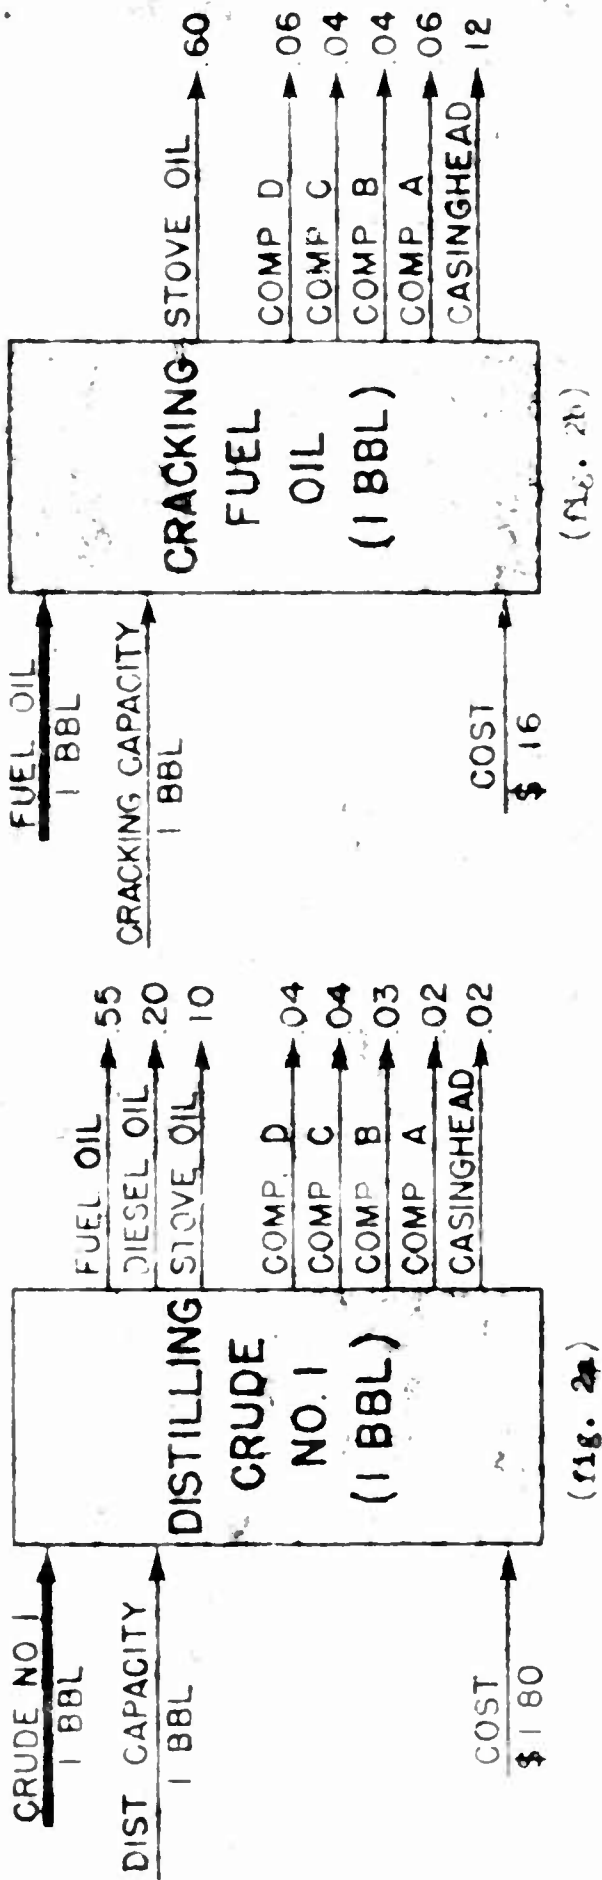 CRUDE NO 1
1 BBL
DIST CAPACITY
1 BBL
COST
$ 1 80
DISTILLING
CRUDE
NO. 1
(1 BBL)
FUEL OIL .55
DIESEL OIL .20
STOVE OIL .10
COMP. D .04
COMP C .04
COMP B .03
COMP A .02
CASINGHEAD .02
(fig. 2a)
FUEL OIL
1 BBL
CRACKING CAPACITY
1 BBL
COST
$ 16
CRACKING
FUEL
OIL
(1 BBL)
STOVE OIL .60
COMP D .06
COMP C .04
COMP B .04
COMP A .06
CASINGHEAD .12
(fig. 2b)